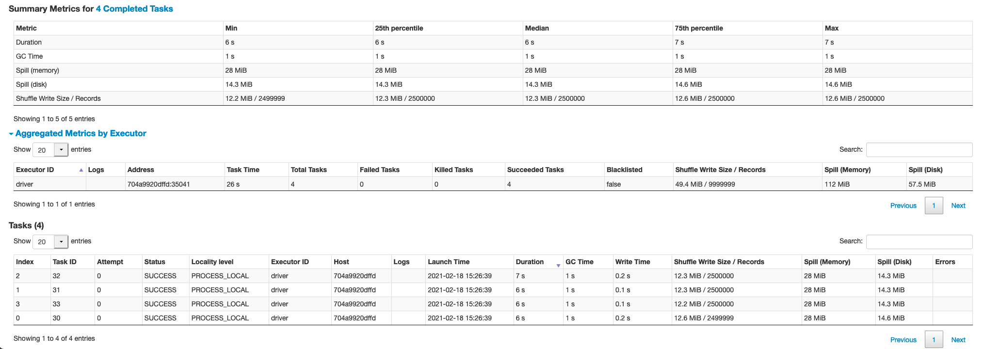 Summary Metrics for 4 Completed Tasks
Metric Min 25th percentile Median 75th percentile Max
Duration 6 s 6 s 6 s 7 s 7 s
GC Time 1 s 1 s 1 s 1 s 1 s
Spill (memory) 28 MiB 28 MiB 28 MiB 28 MiB 28 MiB
Spill (disk) 14.3 MiB 14.3 MiB 14.3 MiB 14.6 MiB 14.6 MiB
Shuffle Write Size / Records 12.2 MiB / 2499999 12.3 MiB / 2500000 12.3 MiB / 2500000 12.6 MiB / 2500000 12.6 MiB / 2500000
Showing 1 to 5 of 5 entries
Aggregated Metrics by Executor
Show 20 entries Search:
Executor ID Logs Address Task Time Total Tasks Failed Tasks Killed Tasks Succeeded Tasks Blacklisted Shuffle Write Size / Records Spill (Memory) Spill (Disk)
driver 704a9920dffd:35041 26 s 4 0 0 4 false 49.4 MiB / 9999999 112 MiB 57.5 MiB
Showing 1 to 1 of 1 entries Previous 1 Next
Tasks (4)
Show 20 entries Search:
Index Task ID Attempt Status Locality level Executor ID Host Logs Launch Time Duration GC Time Write Time Shuffle Write Size / Records Spill (Memory) Spill (Disk) Errors
2 32 0 SUCCESS PROCESS_LOCAL driver 704a9920dffd 2021-02-18 15:26:39 7 s 1 s 0.2 s 12.3 MiB / 2500000 28 MiB 14.3 MiB
1 31 0 SUCCESS PROCESS_LOCAL driver 704a9920dffd 2021-02-18 15:26:39 6 s 1 s 0.1 s 12.3 MiB / 2500000 28 MiB 14.3 MiB
3 33 0 SUCCESS PROCESS_LOCAL driver 704a9920dffd 2021-02-18 15:26:39 6 s 1 s 0.1 s 12.2 MiB / 2500000 28 MiB 14.3 MiB
0 30 0 SUCCESS PROCESS_LOCAL driver 704a9920dffd 2021-02-18 15:26:39 6 s 1 s 0.2 s 12.6 MiB / 2499999 28 MiB 14.6 MiB
Showing 1 to 4 of 4 entries Previous 1 Next